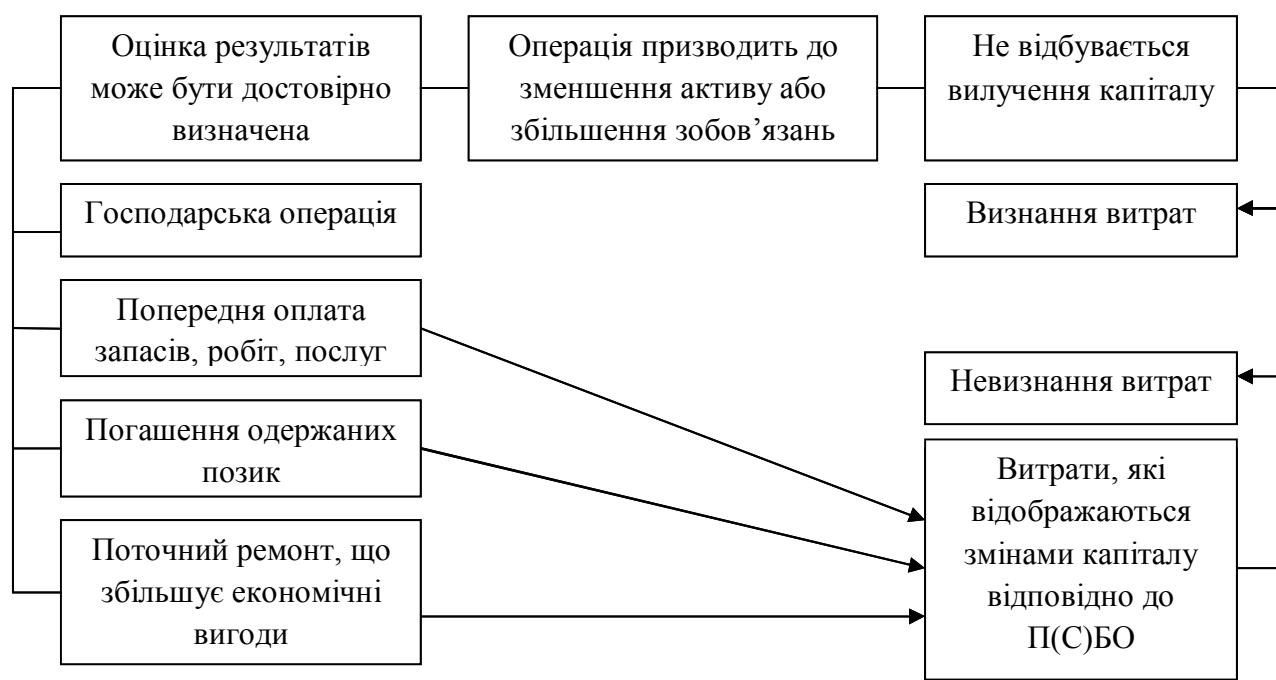 Оцінка результатів
може бути достовірно
визначена
Операція призводить до
зменшення активу або
збільшення зобов’язань
Не відбувається
вилучення капіталу
Господарська операція
Визнання витрат
Попередня оплата
запасів, робіт, послуг
Невизнання витрат
Погашення одержаних
позик
Витрати, які
відображаються
змінами капіталу
відповідно до
П(С)БО
Поточний ремонт, що
збільшує економічні
вигоди